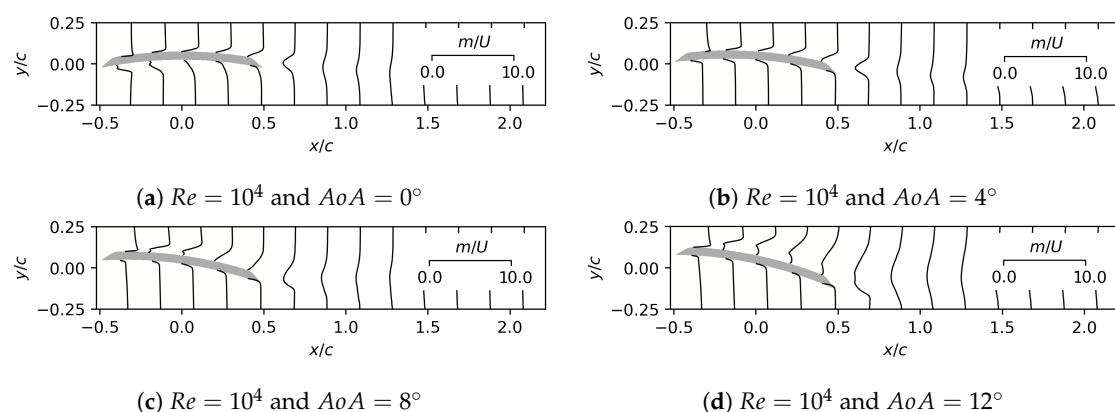 0.25
0.00
−0.25
y/c
m/U
0.0 10.0
−0.5 0.0 0.5 1.0 1.5 2.0
x/c
(a) Re = 10⁴ and AoA = 0°
0.25
0.00
−0.25
y/c
m/U
0.0 10.0
−0.5 0.0 0.5 1.0 1.5 2.0
x/c
(b) Re = 10⁴ and AoA = 4°
0.25
0.00
−0.25
y/c
m/U
0.0 10.0
−0.5 0.0 0.5 1.0 1.5 2.0
x/c
(c) Re = 10⁴ and AoA = 8°
0.25
0.00
−0.25
y/c
m/U
0.0 10.0
−0.5 0.0 0.5 1.0 1.5 2.0
x/c
(d) Re = 10⁴ and AoA = 12°